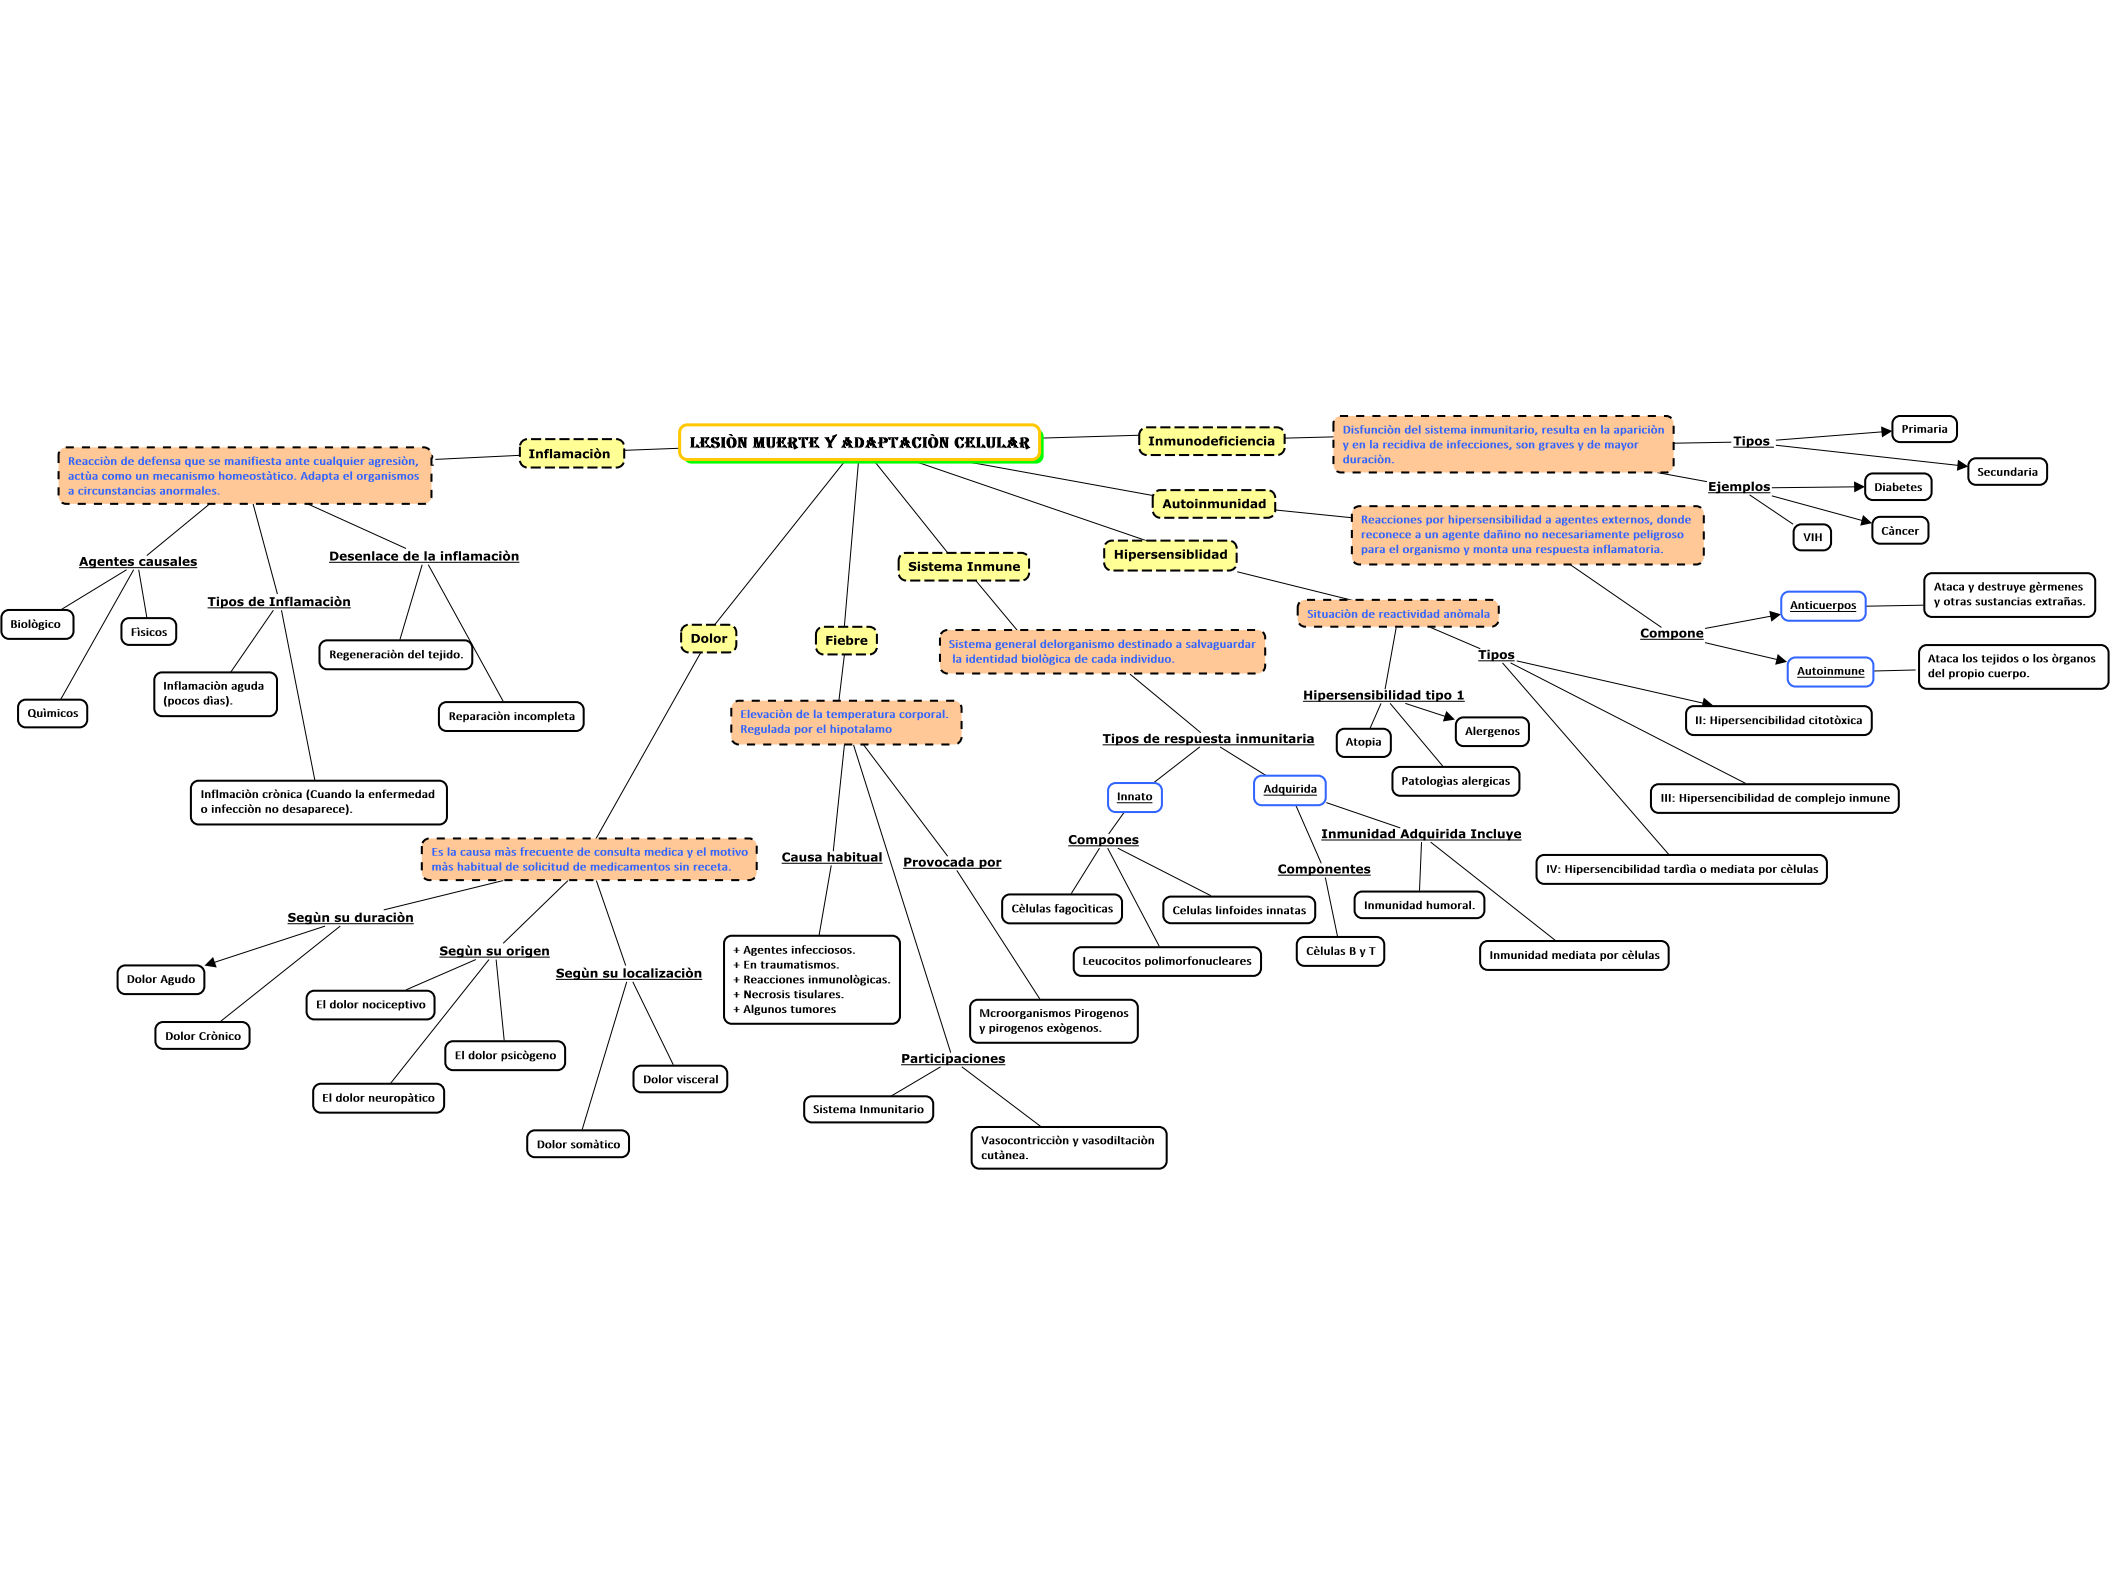 LESIÒN MUERTE Y ADAPTACIÒN CELULAR
Inflamaciòn
Reacciòn de defensa que se manifiesta ante cualquier agresiòn,
actùa como un mecanismo homeostàtico. Adapta el organismos
a circunstancias anormales.
Agentes causales
Biològico
Fìsicos
Quìmicos
Tipos de Inflamaciòn
Inflamaciòn aguda
(pocos dìas).
Inflmaciòn crònica (Cuando la enfermedad
o infecciòn no desaparece).
Desenlace de la inflamaciòn
Regeneraciòn del tejido.
Reparaciòn incompleta
Dolor
Es la causa màs frecuente de consulta medica y el motivo
màs habitual de solicitud de medicamentos sin receta.
Segùn su duraciòn
Dolor Agudo
Dolor Crònico
Segùn su origen
El dolor nociceptivo
El dolor psicògeno
El dolor neuropàtico
Segùn su localizaciòn
Dolor visceral
Dolor somàtico
Fiebre
Elevaciòn de la temperatura corporal.
Regulada por el hipotalamo
Causa habitual
+ Agentes infecciosos.
+ En traumatismos.
+ Reacciones inmunològicas.
+ Necrosis tisulares.
+ Algunos tumores
Provocada por
Mcroorganismos Pirogenos
y pirogenos exògenos.
Participaciones
Sistema Inmunitario
Vasocontricciòn y vasodiltaciòn
cutànea.
Sistema Inmune
Sistema general delorganismo destinado a salvaguardar
la identidad biològica de cada individuo.
Tipos de respuesta inmunitaria
Innato
Compones
Cèlulas fagocìticas
Celulas linfoides innatas
Leucocitos polimorfonucleares
Adquirida
Componentes
Cèlulas B y T
Inmunidad Adquirida Incluye
Inmunidad humoral.
Inmunidad mediata por cèlulas
Hipersensiblidad
Situaciòn de reactividad anòmala
Hipersensibilidad tipo 1
Atopia
Alergenos
Patologìas alergicas
Tipos
II: Hipersencibilidad citotòxica
III: Hipersencibilidad de complejo inmune
IV: Hipersencibilidad tardìa o mediata por cèlulas
Autoinmunidad
Reacciones por hipersensibilidad a agentes externos, donde
reconece a un agente dañino no necesariamente peligroso
para el organismo y monta una respuesta inflamatoria.
Compone
Anticuerpos
Ataca y destruye gèrmenes
y otras sustancias extrañas.
Autoinmune
Ataca los tejidos o los òrganos
del propio cuerpo.
Inmunodeficiencia
Disfunciòn del sistema inmunitario, resulta en la apariciòn
y en la recidiva de infecciones, son graves y de mayor
duraciòn.
Tipos
Primaria
Secundaria
Ejemplos
Diabetes
Càncer
VIH